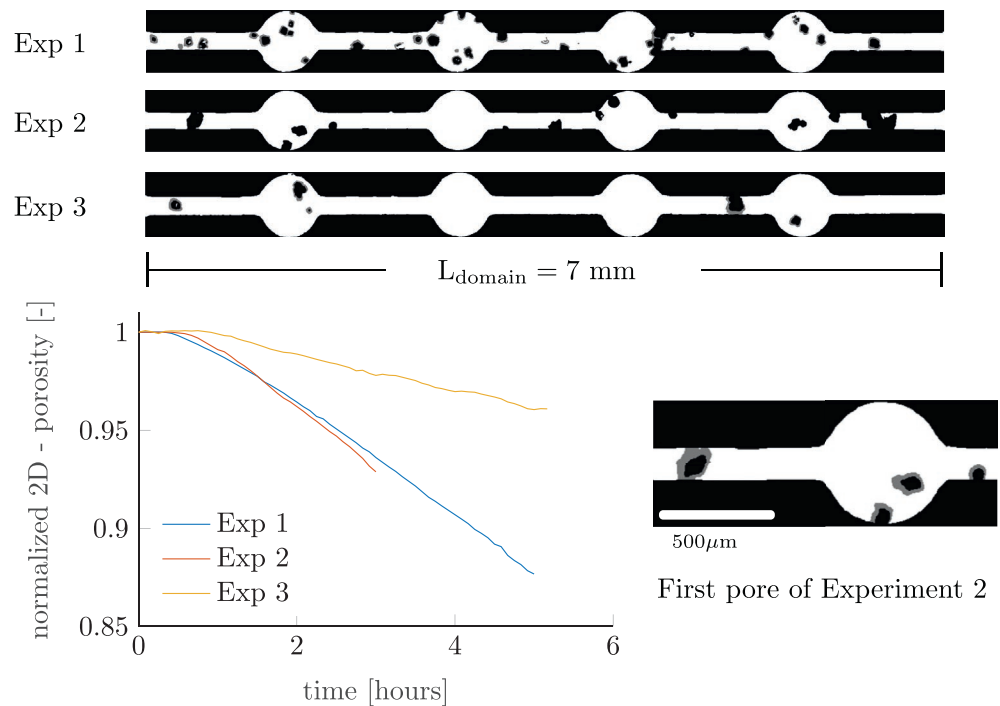 Exp 1
Exp 2
Exp 3
L_domain = 7 mm
normalized 2D - porosity [-]
1
0.95
0.9
0.85
Exp 1
Exp 2
Exp 3
0
2
4
6
time [hours]
500μm
First pore of Experiment 2